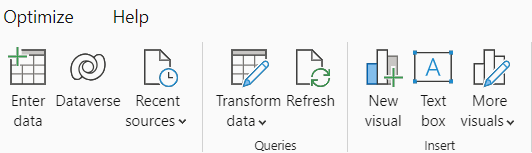 Optimize Help
Enter Dataverse Recent Transform Refresh New Text More
data sources data visual box visuals
Queries Insert
A